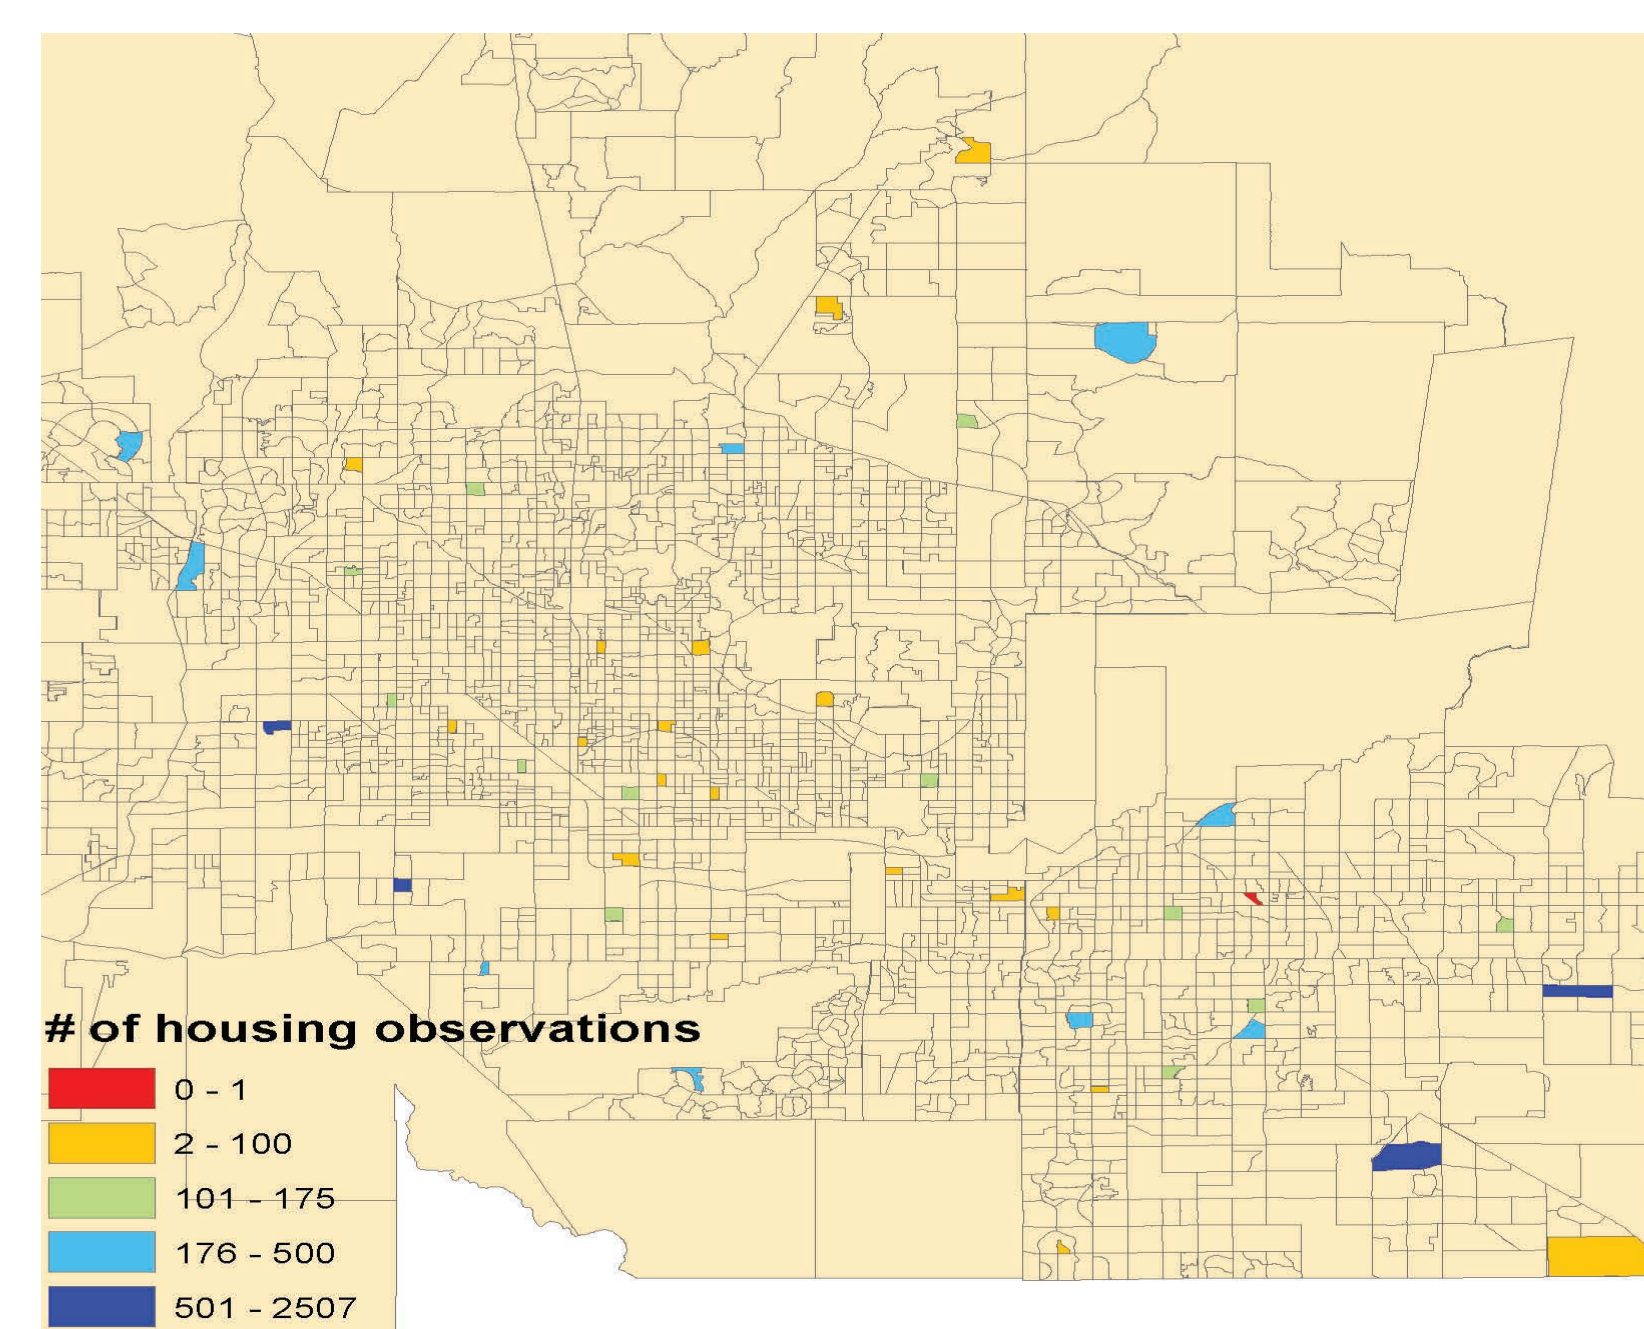 # of housing observations
0 - 1
2 - 100
101 - 175
176 - 500
501 - 2507